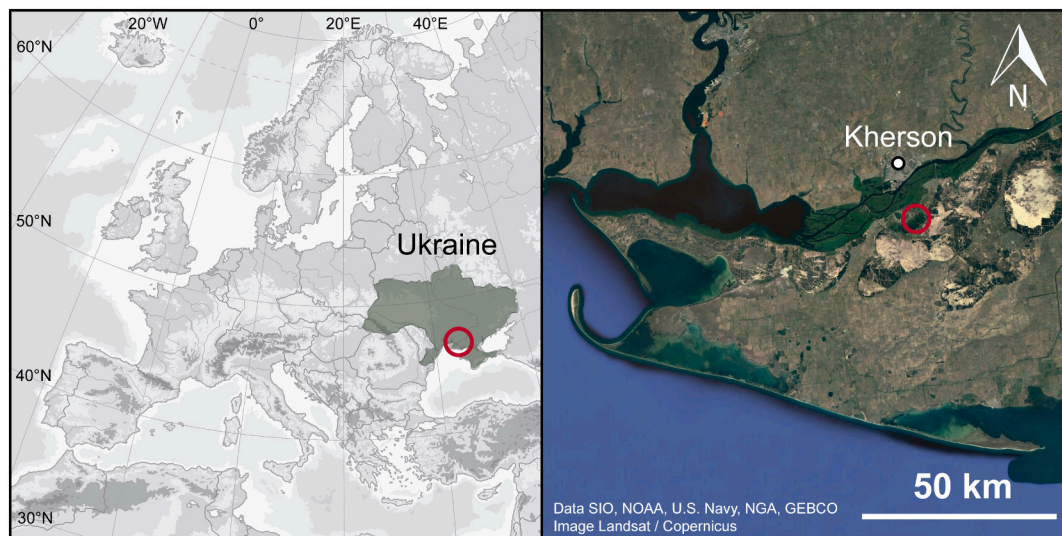 20°W
0°
20°E
40°E
60°N
50°N
40°N
30°N
Ukraine
N
Kherson
50 km
Data SIO, NOAA, U.S. Navy, NGA, GEBCO
Image Landsat / Copernicus